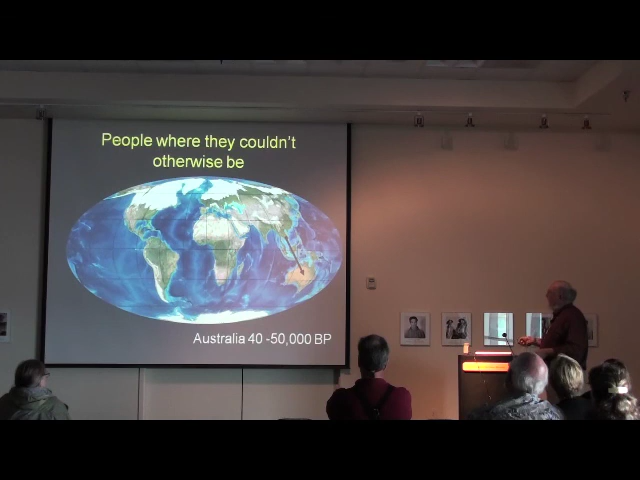 People where they couldn't
otherwise be
Australia 40 -50,000 BP